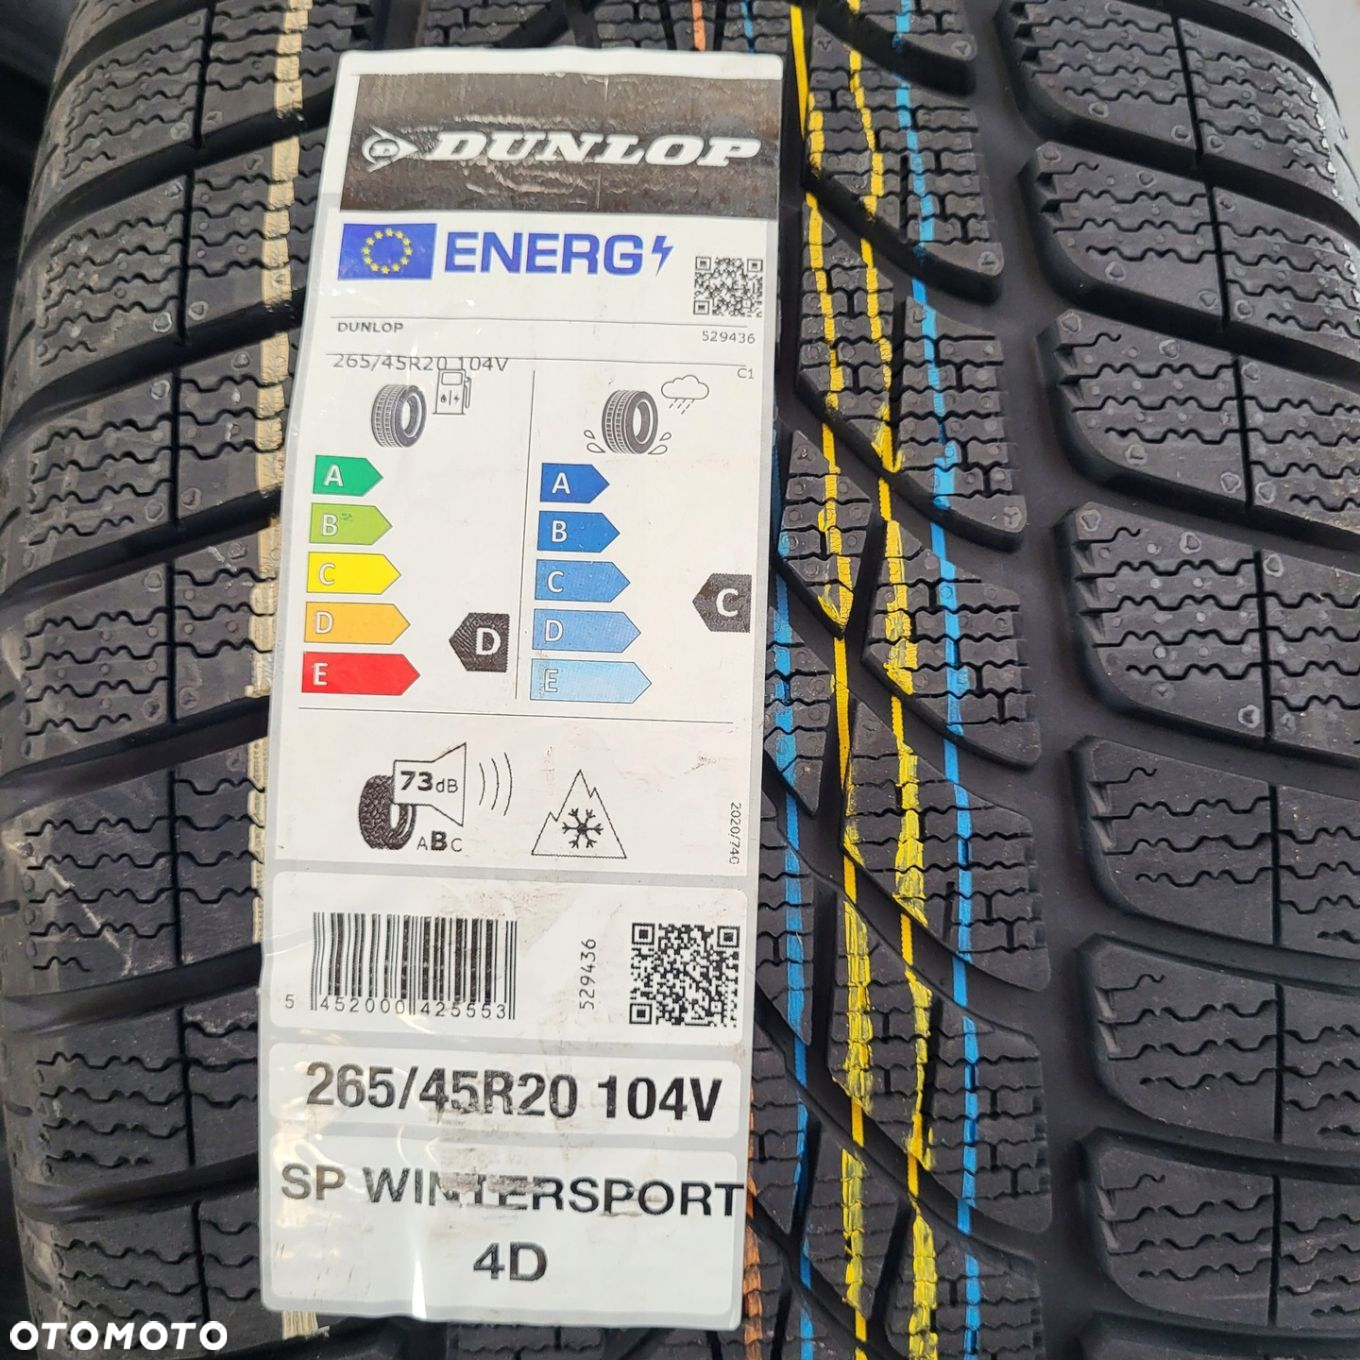 DUNLOP
ENERG
DUNLOP
529436
265/45R20 104V
C1
A
A
B
B
C
C
C
D
D
D
E
E
73dB
ABC
2020/740
5 452000 425553
529436
265/45R20 104V
SP WINTERSPORT
4D
OTOMOTO